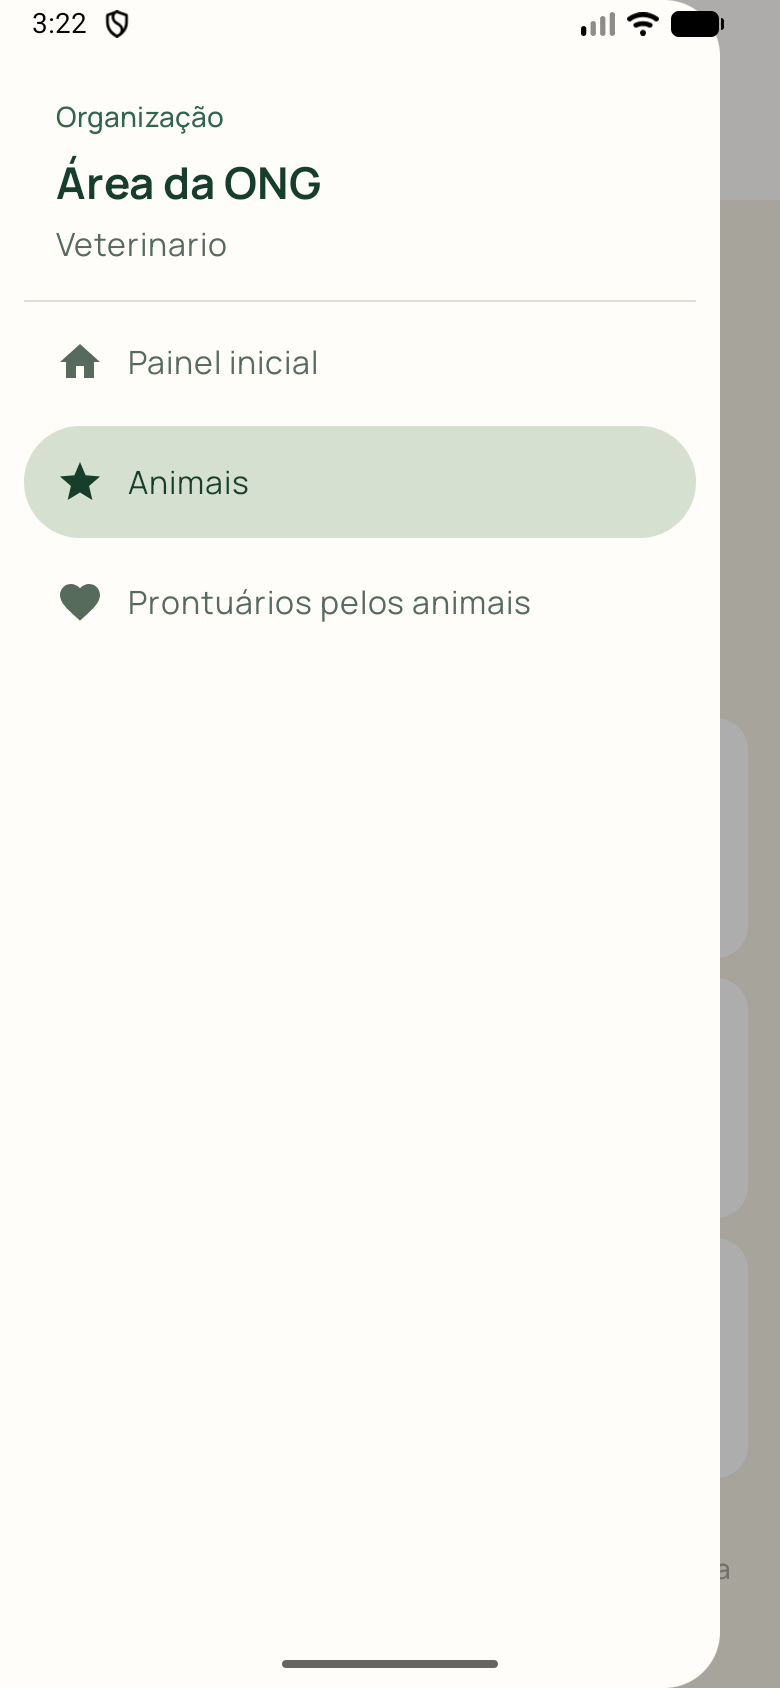 3:22
Organização
Área da ONG
Veterinario
Painel inicial
Animais
Prontuários pelos animais
a